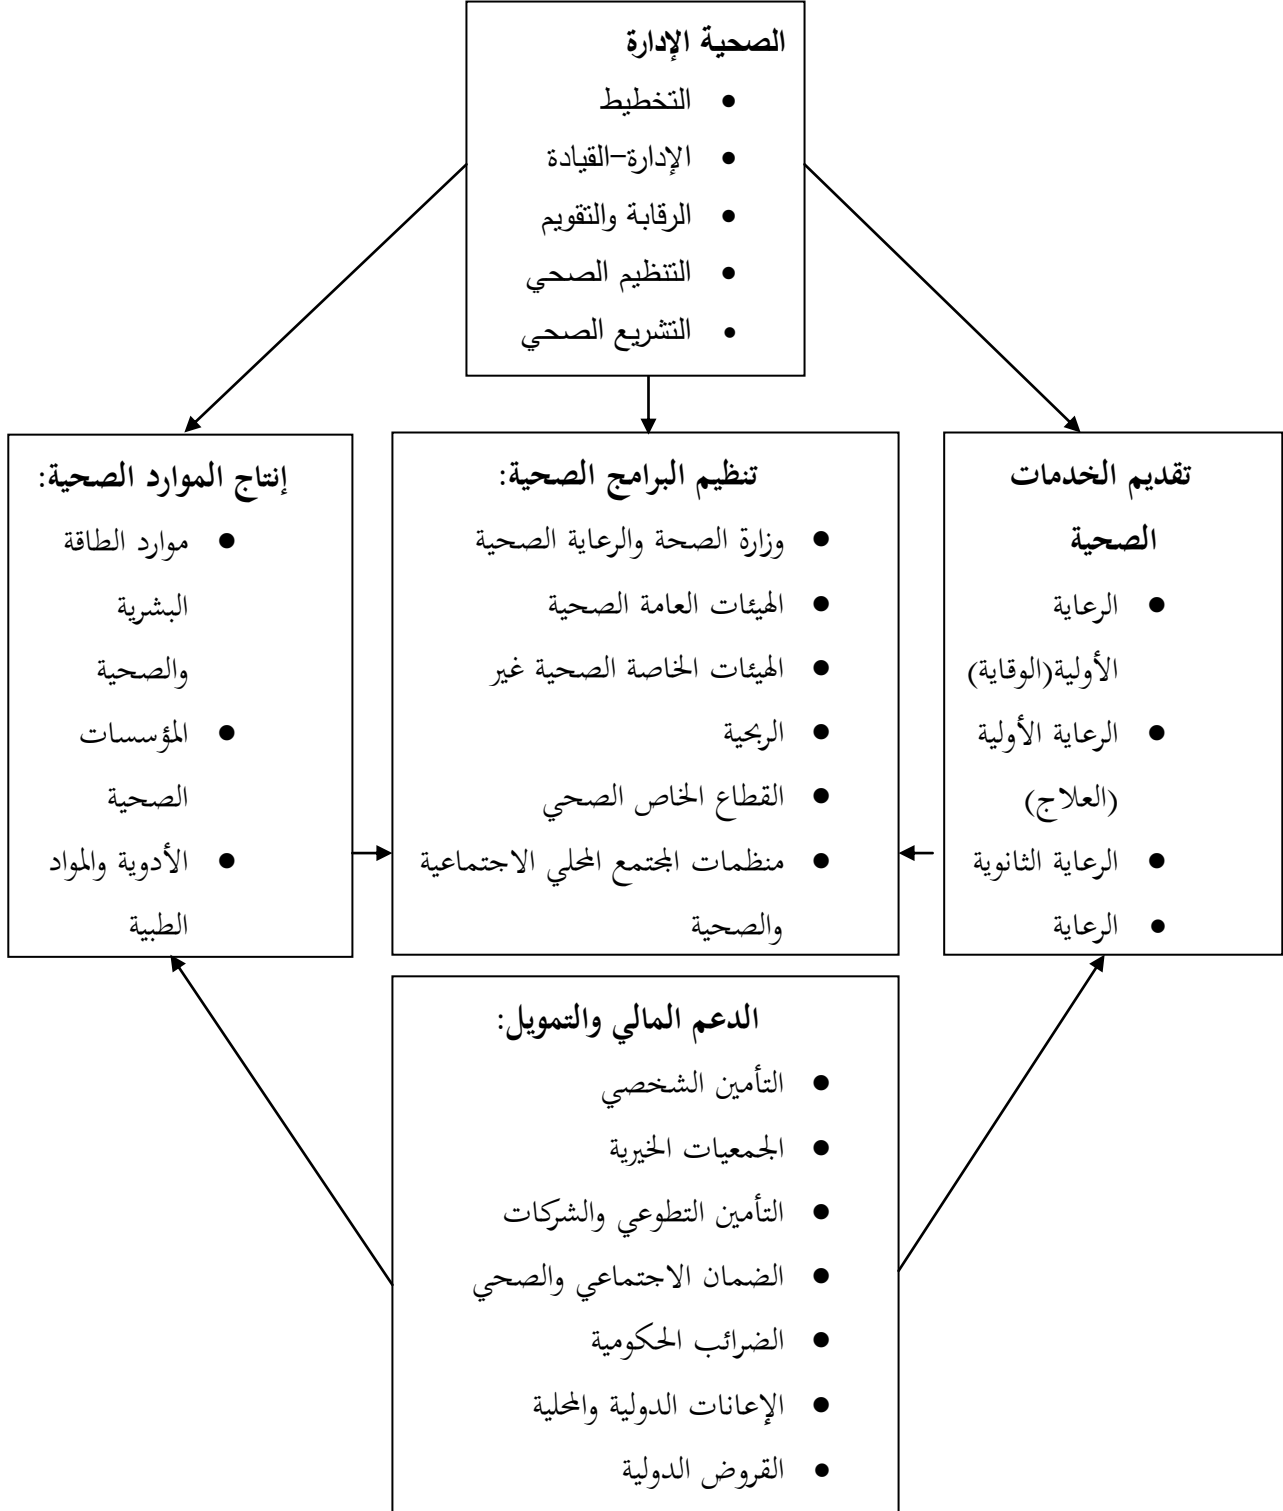 الصحية الإدارة
التخطيط
الإدارة-القيادة
الرقابة والتقويم
التنظيم الصحي
التشريع الصحي
تقديم الخدمات
الصحية
الرعاية
الأولية(الوقاية)
الرعاية الأولية
(العلاج)
الرعاية الثانوية
الرعاية
تنظيم البرامج الصحية:
وزارة الصحة والرعاية الصحية
الهيئات العامة الصحية
الهيئات الخاصة الصحية غير
الربحية
القطاع الخاص الصحي
منظمات المجتمع المحلي الاجتماعية
والصحية
إنتاج الموارد الصحية:
موارد الطاقة
البشرية
والصحية
المؤسسات
الصحية
الأدوية والمواد
الطبية
الدعم المالي والتمويل:
التأمين الشخصي
الجمعيات الخيرية
التأمين التطوعي والشركات
الضمان الاجتماعي والصحي
الضرائب الحكومية
الإعانات الدولية والمحلية
القروض الدولية